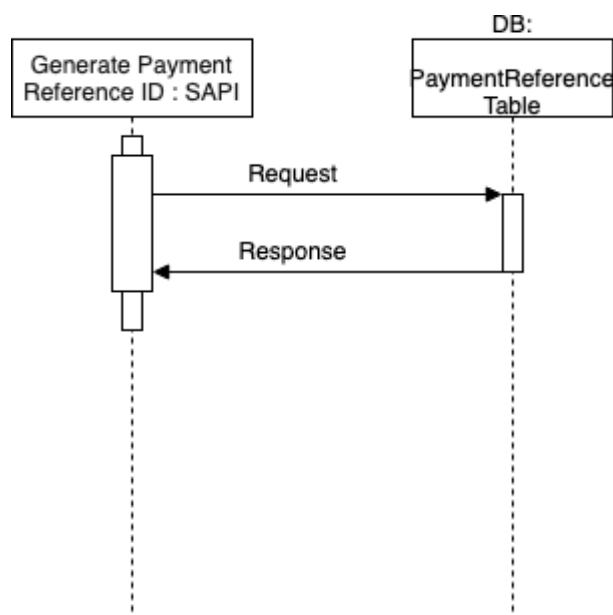 Generate Payment
Reference ID : SAPI
DB:
PaymentReference
Table
Request
Response